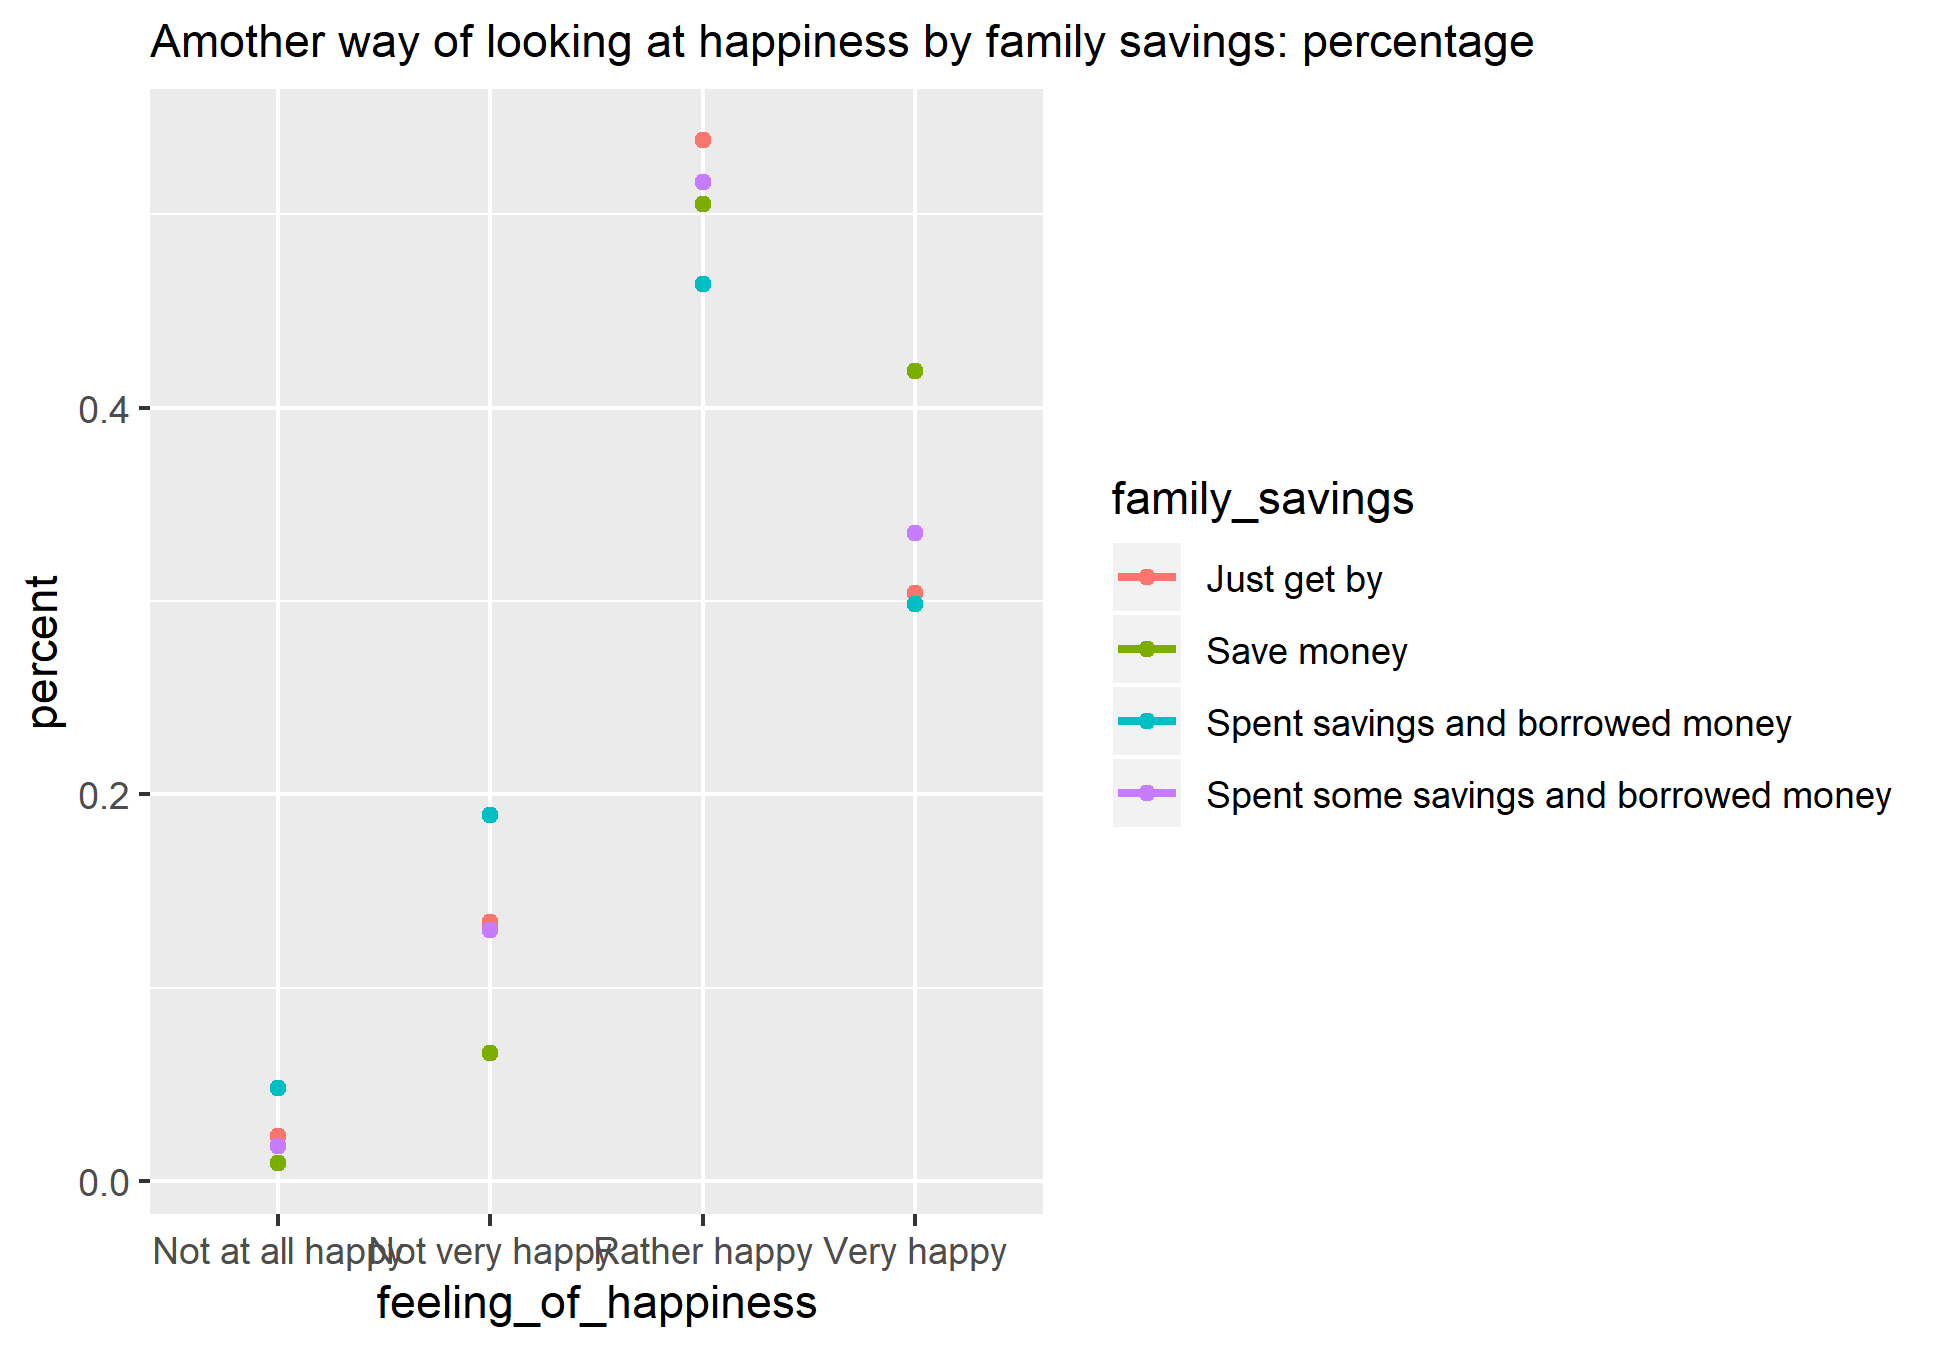 Amother way of looking at happiness by family savings: percentage
percent
0.4
0.2
0.0
Not at all happy Not very happy Rather happy Very happy
feeling_of_happiness
family_savings
Just get by
Save money
Spent savings and borrowed money
Spent some savings and borrowed money